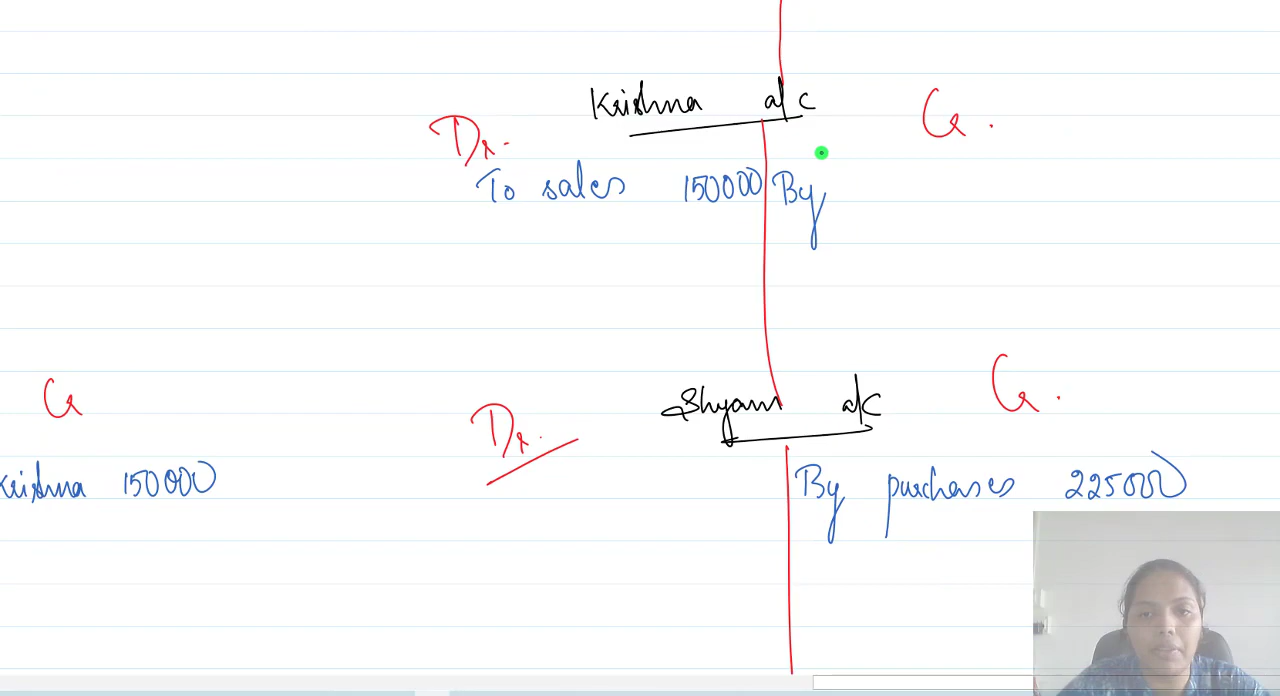 Krishna a/c
Dr. Cr.
To sales 150000 By
Shyam a/c
Cr Dr. Cr.
Krishna 150000 By purchases 225000